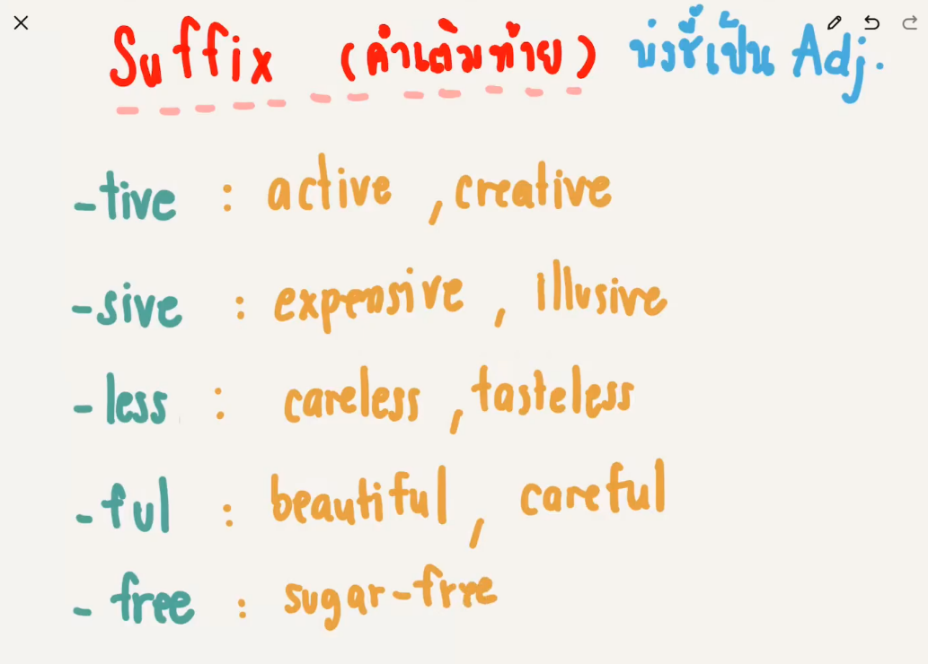 Suffix (คำเติมท้าย) บ่งชี้เป็น Adj.
-tive : active , creative
-sive : expensive , illusive
-less : careless , tasteless
-ful : beautiful , careful
-free : sugar-free